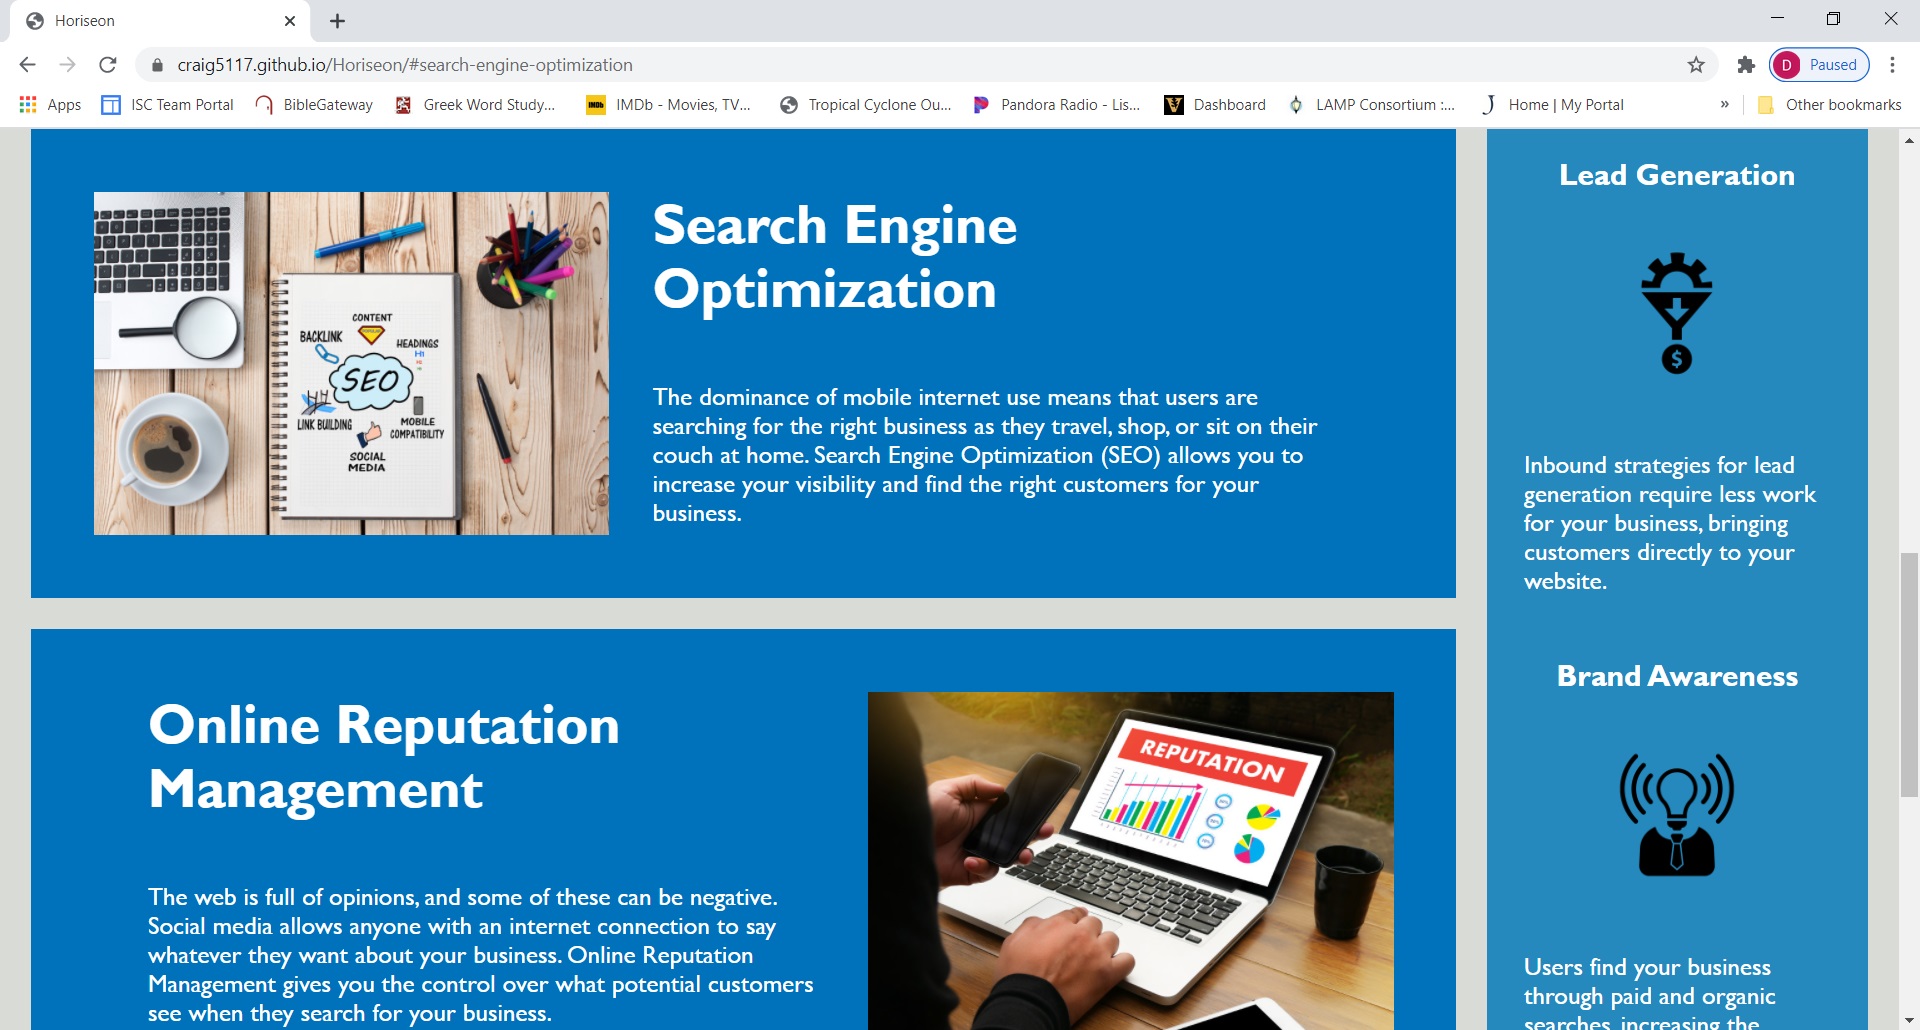 Horiseon
craig5117.github.io/Horiseon/#search-engine-optimization
D Paused
Apps
ISC Team Portal
BibleGateway
Greek Word Study...
IMDb
IMDb - Movies, TV...
Tropical Cyclone Ou...
Pandora Radio - Lis...
Dashboard
LAMP Consortium :...
Home | My Portal
»
Other bookmarks
CONTENT
BACKLINK
HEADINGS
H1
SEO
LINK BUILDING
MOBILE
COMPATIBILITY
SOCIAL
MEDIA
Search Engine
Optimization
The dominance of mobile internet use means that users are
searching for the right business as they travel, shop, or sit on their
couch at home. Search Engine Optimization (SEO) allows you to
increase your visibility and find the right customers for your
business.
Online Reputation
Management
The web is full of opinions, and some of these can be negative.
Social media allows anyone with an internet connection to say
whatever they want about your business. Online Reputation
Management gives you the control over what potential customers
see when they search for your business.
REPUTATION
Lead Generation
$
Inbound strategies for lead
generation require less work
for your business, bringing
customers directly to your
website.
Brand Awareness
Users find your business
through paid and organic
searches, increasing the